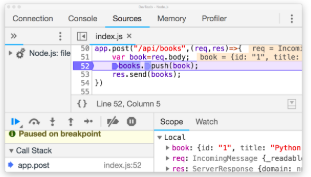 Connection Console Sources Memory Profiler
index.js ×
Node.js: file
50 app.post("/api/books",(req,res)=>{ req = Incomi
51 var book=req.body; book = {id: "1", title:
52 books.push(book);
53 res.send(books);
54 })
{} Line 52, Column 5
Paused on breakpoint
Call Stack
app.post index.js:52
Scope Watch
Local
book: {id: "1", title: "Python
req: IncomingMessage {_readab
res: ServerResponse {domain: n